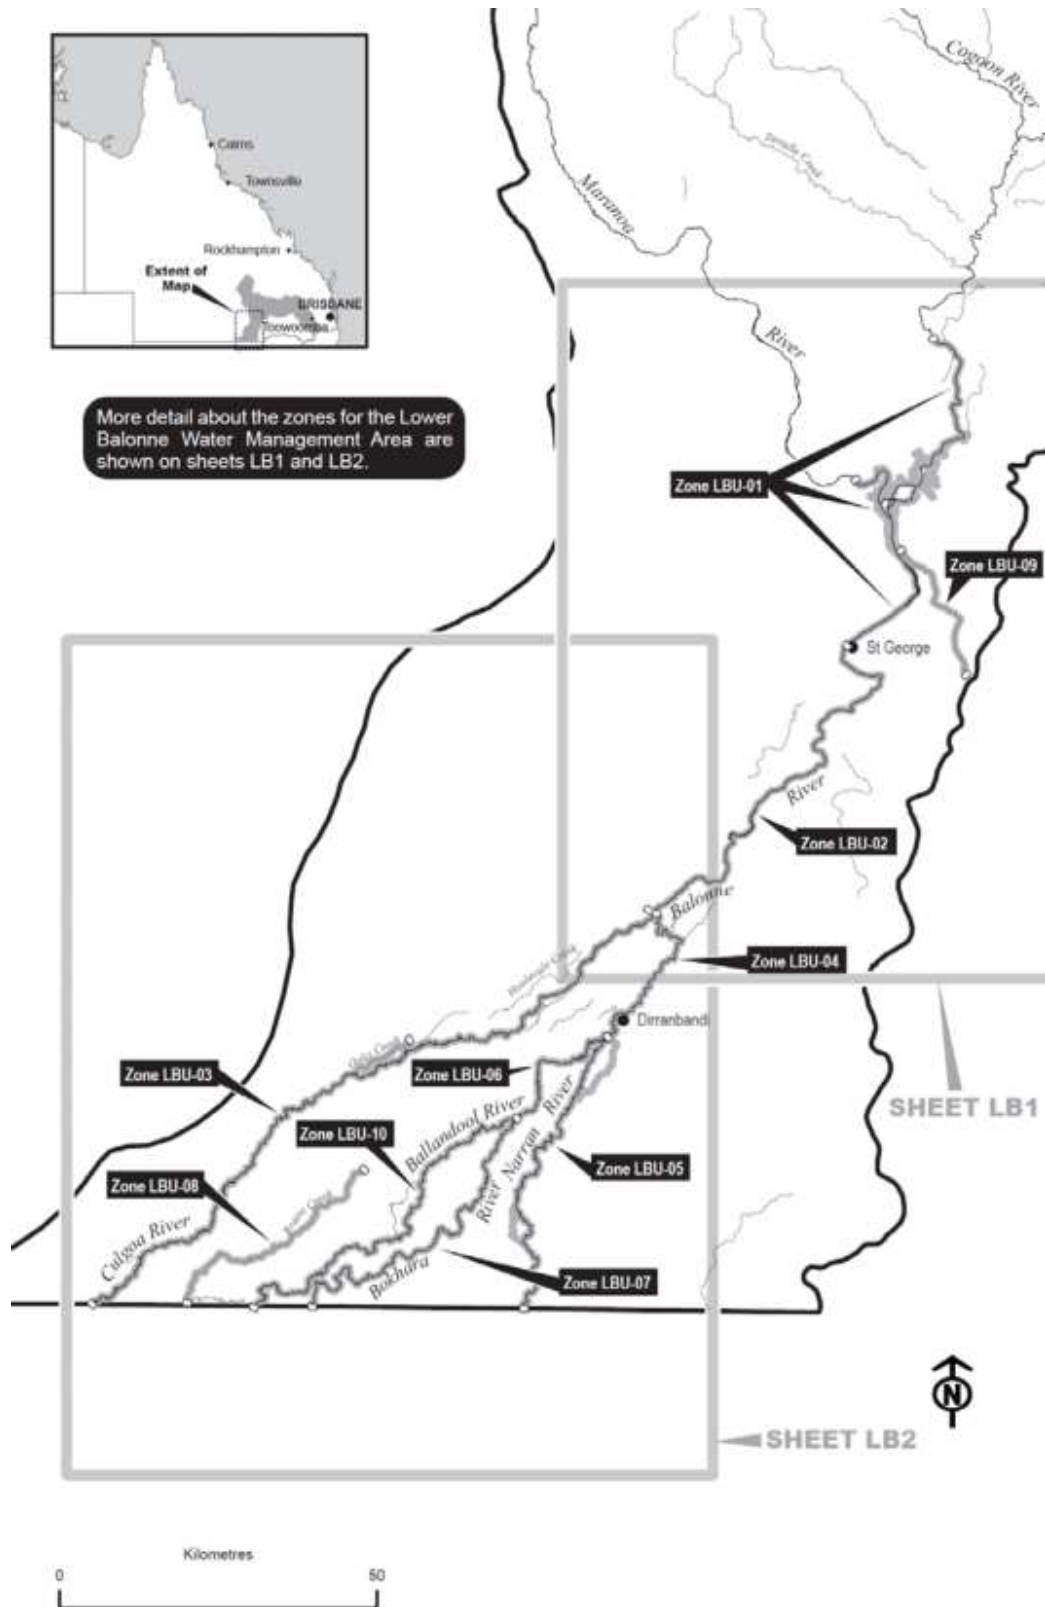 Cogoon River
Cairns
Townsville
Maranoa
Rockhampton
Extent of
Map
BRISBANE
Toowoomba
River
More detail about the zones for the Lower
Balonne Water Management Area are
shown on sheets LB1 and LB2.
Zone LBU-01
Zone LBU-09
St George
River
Zone LBU-02
Balonne
Zone LBU-04
Dirranbandi
Zone LBU-03
Zone LBU-06
SHEET LB1
Zone LBU-10
Ballandool River
River
Narran
Zone LBU-05
Zone LBU-08
River
Culgoa River
Bokhara
Zone LBU-07
N
SHEET LB2
Kilometres
0 50